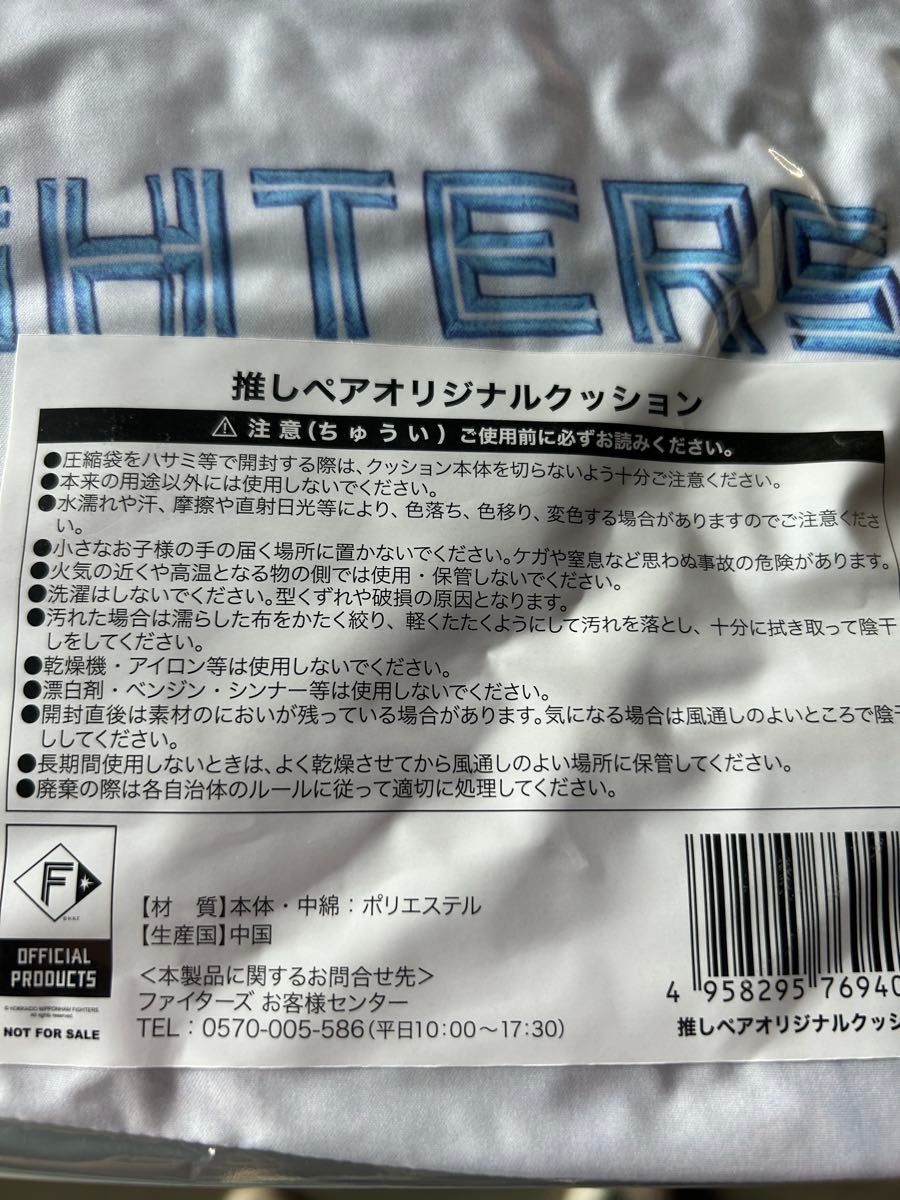 GHTERS
推しペアオリジナルクッション
⚠注意(ちゅうい) ご使用前に必ずお読みください。
●圧縮袋をハサミ等で開封する際は、クッション本体を切らないよう十分ご注意ください。
●本来の用途以外には使用しないでください。
●水濡れや汗、摩擦や直射日光等により、色落ち、色移り、変色する場合がありますのでご注意くださ
い。
●小さなお子様の手の届く場所に置かないでください。ケガや窒息など思わぬ事故の危険があります。
●火気の近くや高温となる物の側では使用・保管しないでください。
●洗濯はしないでください。型くずれや破損の原因となります。
●汚れた場合は濡らした布をかたく絞り、軽くたたくようにして汚れを落とし、十分に拭き取って陰干
しをしてください。
●乾燥機・アイロン等は使用しないでください。
●漂白剤・ベンジン・シンナー等は使用しないでください。
●開封直後は素材のにおいが残っている場合があります。気になる場合は風通しのよいところで陰干
ししてください。
●長期間使用しないときは、よく乾燥させてから風通しのよい場所に保管してください。
●廃棄の際は各自治体のルールに従って適切に処理してください。
F
OFFICIAL
PRODUCTS
© HOKKAIDO NIPPONHAM FIGHTERS
All rights reserved.
NOT FOR SALE
【材 質】本体・中綿：ポリエステル
【生産国】中国
<本製品に関するお問合せ先>
ファイターズ お客様センター
TEL：0570-005-586(平日10:00～17:30)
4 958295 76940
推しペアオリジナルクッシ